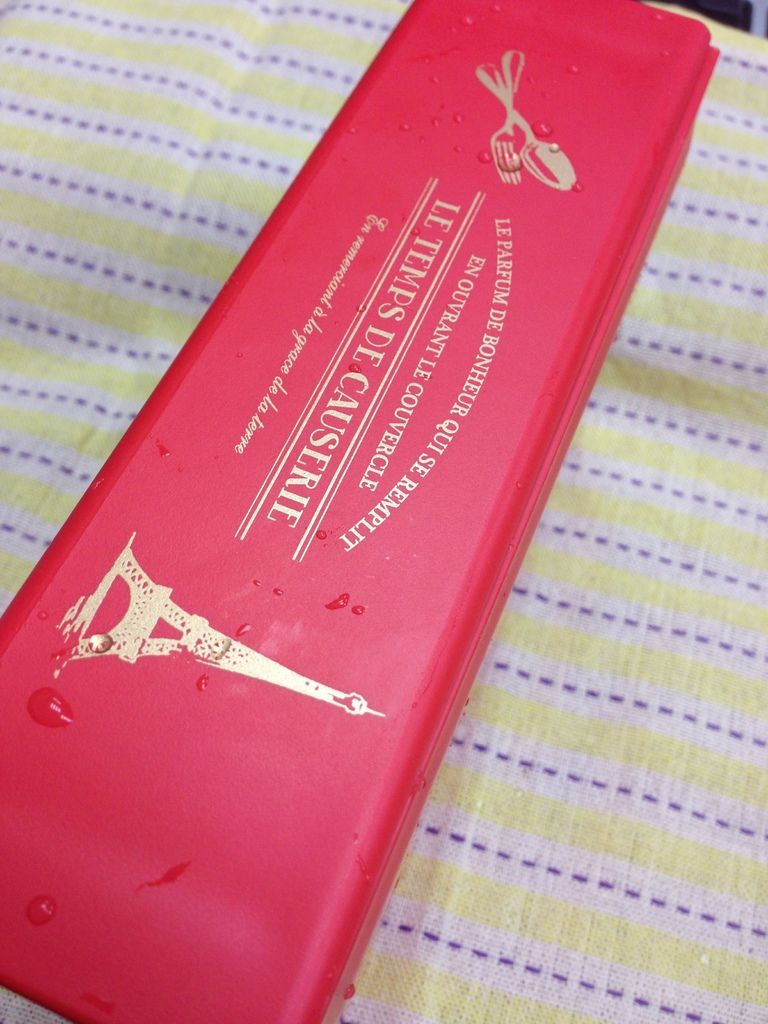 LE PARFUM DE BONHEUR QUI SE REMPLIT
EN OUVRANT LE COUVERCLE
LE TEMPS DE CAUSERIE
En remerciant à la grace de la terre